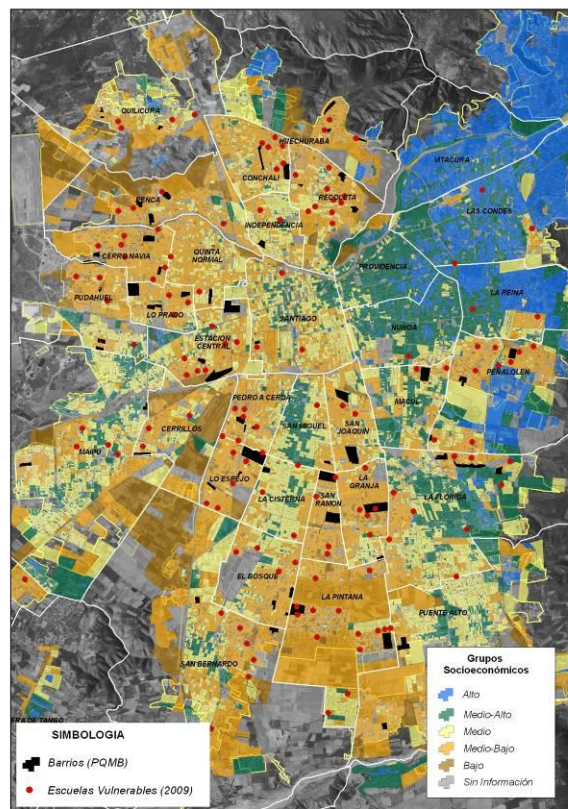 QUILICURA
HUECHURABA
CONCHALI
VITACURA
RECOLETA
LAS CONDES
RENCA
INDEPENDENCIA
CERRO NAVIA
QUINTA
NORMAL
PROVIDENCIA
LA REINA
PUDAHUEL
LO PRADO
SANTIAGO
ÑUÑOA
ESTACION
CENTRAL
PEÑALOLEN
PEDRO A CERDA
MACUL
CERRILLOS
SAN MIGUEL
SAN
JOAQUIN
MAIPU
LO ESPEJO
LA
GRANJA
LA CISTERNA
SAN
RAMON
LA FLORIDA
EL BOSQUE
LA PINTANA
PUENTE ALTO
SAN BERNARDO
ERA DE TANGO
SIMBOLOGIA
Barrios (PQMB)
Escuelas Vulnerables (2009)
Grupos
Socioeconómicos
Alto
Medio-Alto
Medio
Medio-Bajo
Bajo
Sin Información